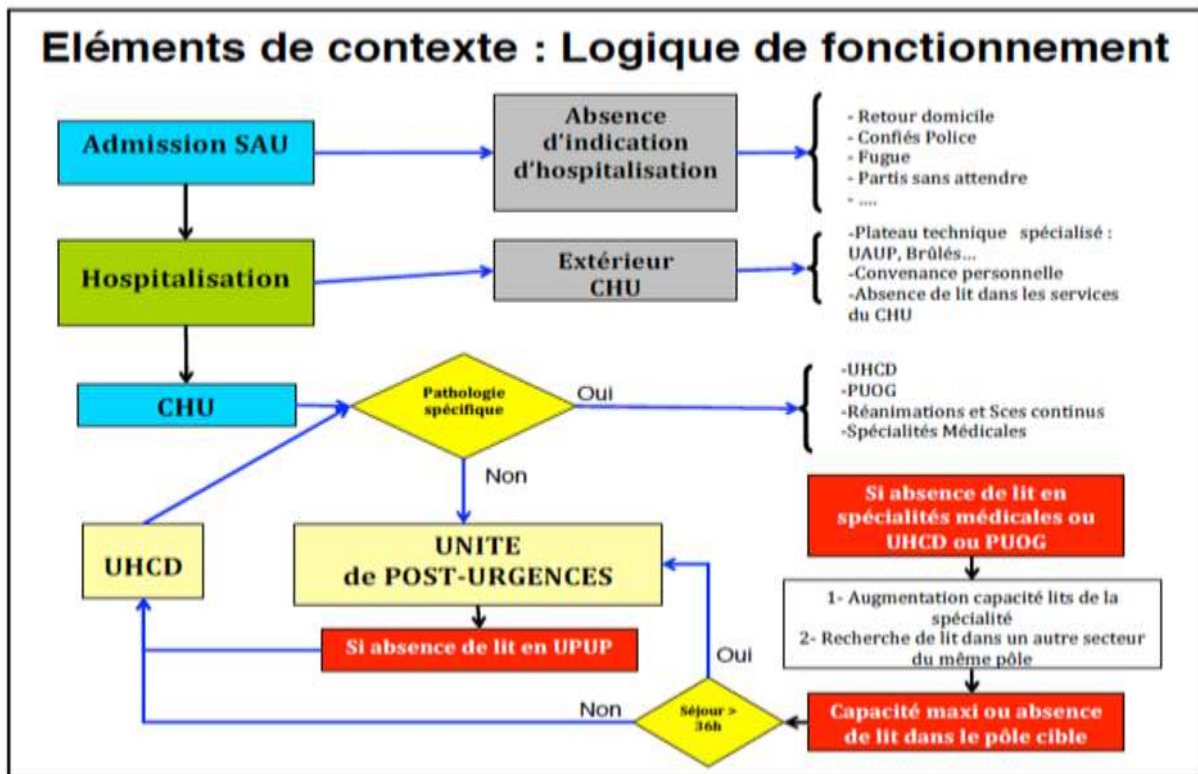 Eléments de contexte : Logique de fonctionnement
Admission SAU
Absence
d'indication
d'hospitalisation
- Retour domicile
- Confiés Police
- Fugue
- Partis sans attendre
- ....
Hospitalisation
Extérieur
CHU
-Plateau technique spécialisé :
UAUP, Brûlés...
-Convenance personnelle
-Absence de lit dans les services
du CHU
CHU
Pathologie
spécifique
Oui
-UHCD
-PUOG
-Réanimations et Sces continus
-Spécialités Médicales
Non
Si absence de lit en
spécialités médicales ou
UHCD ou PUOG
UHCD
UNITE
de POST-URGENCES
1- Augmentation capacité lits de la
spécialité
2- Recherche de lit dans un autre secteur
du même pôle
Si absence de lit en UPUP
Oui
Non
Séjour >
36h
Capacité maxi ou absence
de lit dans le pôle cible